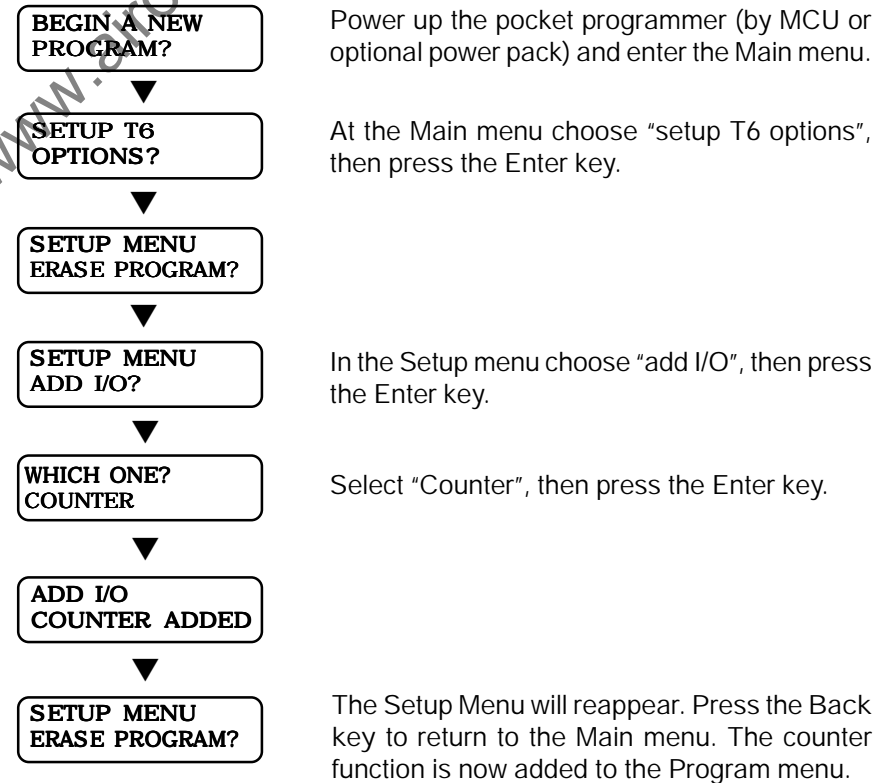 BEGIN A NEW
PROGRAM?
Power up the pocket programmer (by MCU or
optional power pack) and enter the Main menu.
SETUP T6
OPTIONS?
At the Main menu choose “setup T6 options”,
then press the Enter key.
SETUP MENU
ERASE PROGRAM?
SETUP MENU
ADD I/O?
In the Setup menu choose “add I/O”, then press
the Enter key.
WHICH ONE?
COUNTER
Select “Counter”, then press the Enter key.
ADD I/O
COUNTER ADDED
SETUP MENU
ERASE PROGRAM?
The Setup Menu will reappear. Press the Back
key to return to the Main menu. The counter
function is now added to the Program menu.